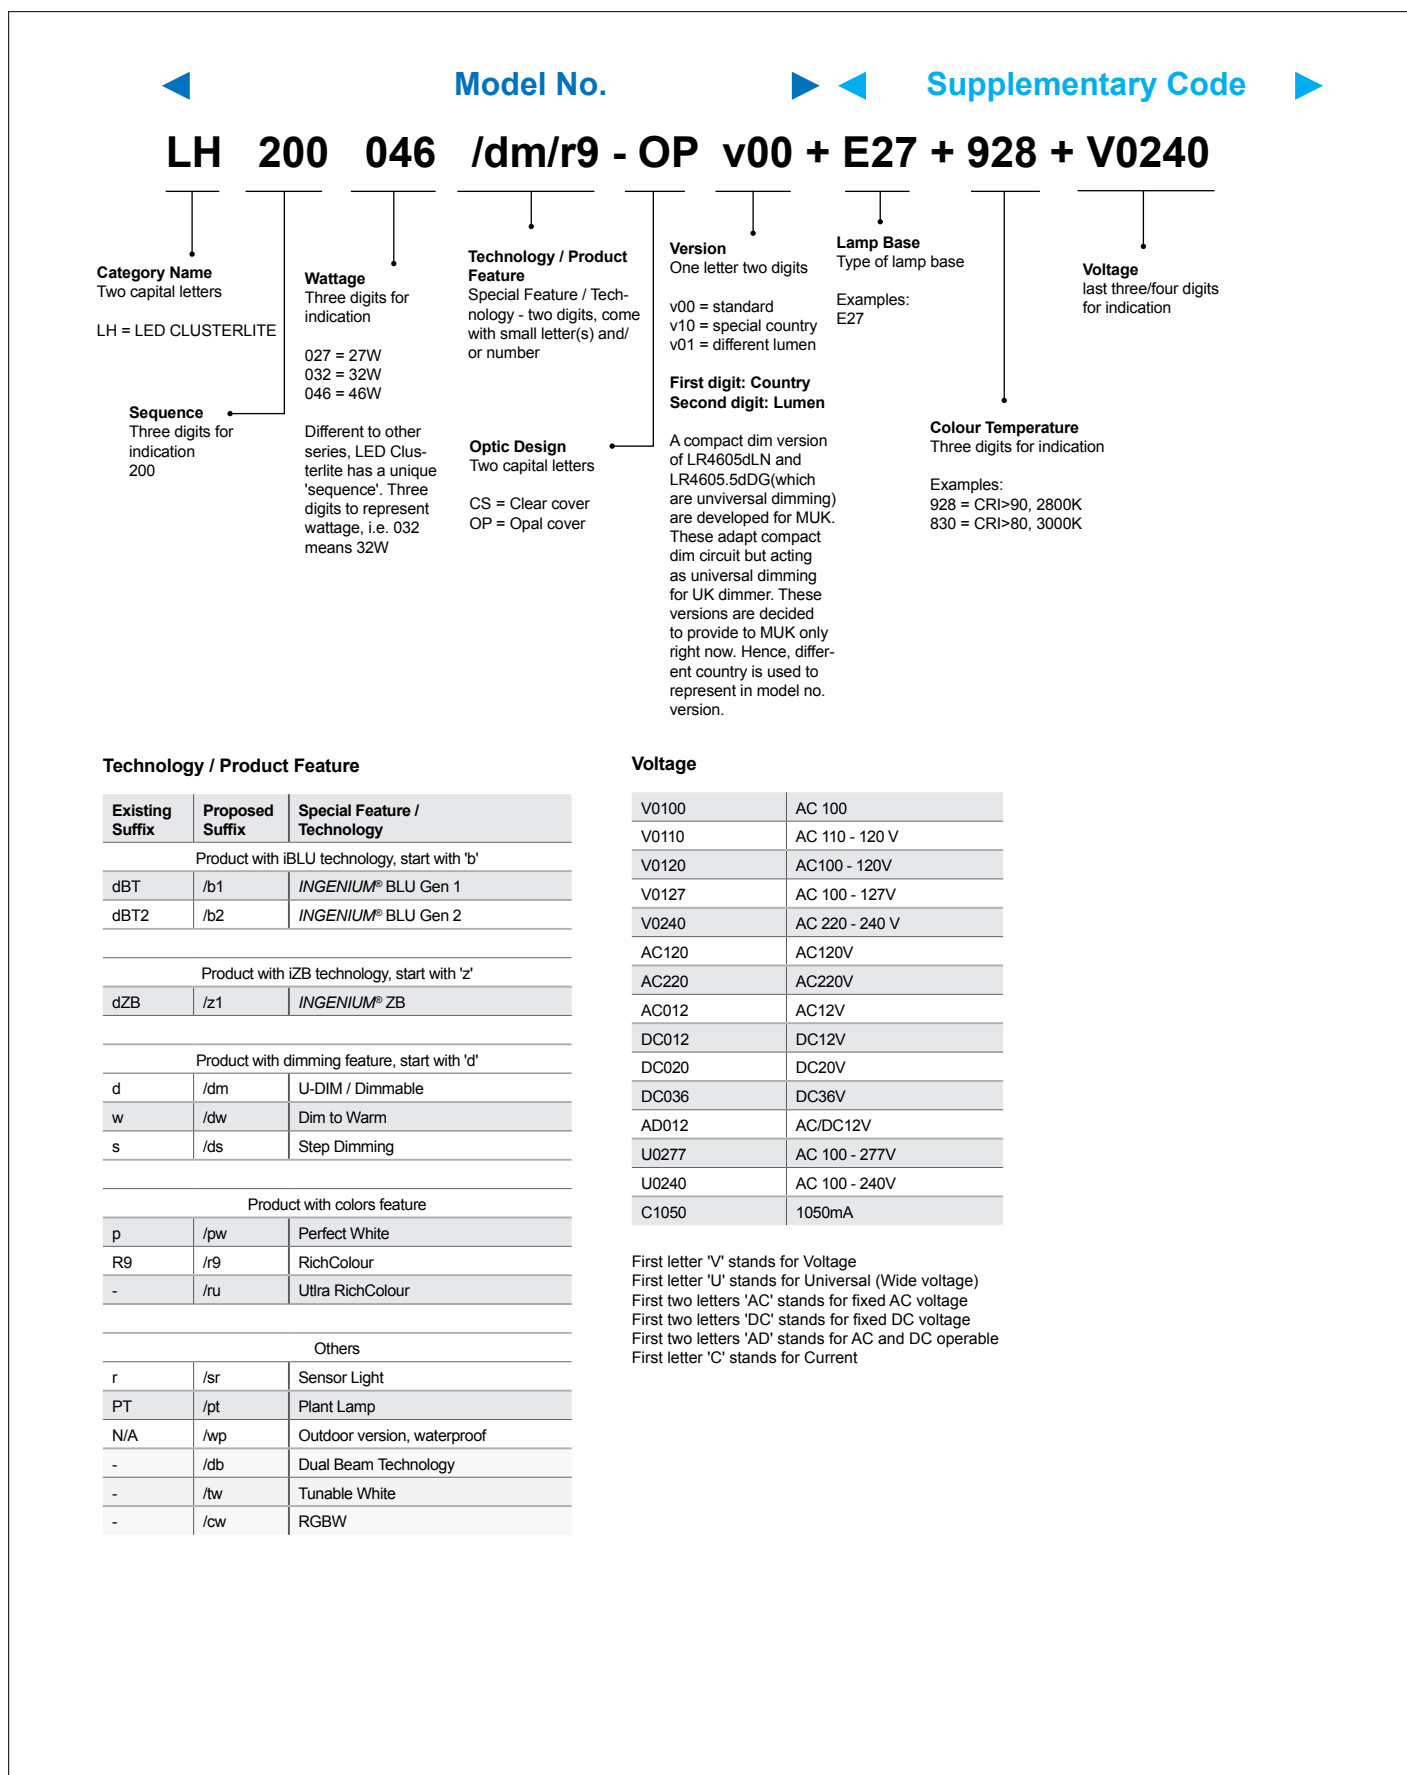 Model No.
Supplementary Code
LH 200 046 /dm/r9 - OP v00 + E27 + 928 + V0240
Category Name
Two capital letters
LH = LED CLUSTERLITE
Sequence
Three digits for
indication
200
Wattage
Three digits for
indication
027 = 27W
032 = 32W
046 = 46W
Different to other
series, LED Clus-
terlite has a unique
'sequence'. Three
digits to represent
wattage, i.e. 032
means 32W
Technology / Product
Feature
Special Feature / Tech-
nology - two digits, come
with small letter(s) and/
or number
Optic Design
Two capital letters
CS = Clear cover
OP = Opal cover
Version
One letter two digits
v00 = standard
v10 = special country
v01 = different lumen
First digit: Country
Second digit: Lumen
A compact dim version
of LR4605dLN and
LR4605.5dDG(which
are unviversal dimming)
are developed for MUK.
These adapt compact
dim circuit but acting
as universal dimming
for UK dimmer. These
versions are decided
to provide to MUK only
right now. Hence, differ-
ent country is used to
represent in model no.
version.
Lamp Base
Type of lamp base
Examples:
E27
Colour Temperature
Three digits for indication
Examples:
928 = CRI>90, 2800K
830 = CRI>80, 3000K
Voltage
last three/four digits
for indication
Technology / Product Feature
Existing Suffix Proposed Suffix Special Feature / Technology
Product with iBLU technology, start with 'b'
dBT /b1 INGENIUM® BLU Gen 1
dBT2 /b2 INGENIUM® BLU Gen 2
Product with iZB technology, start with 'z'
dZB /z1 INGENIUM® ZB
Product with dimming feature, start with 'd'
d /dm U-DIM / Dimmable
w /dw Dim to Warm
s /ds Step Dimming
Product with colors feature
p /pw Perfect White
R9 /r9 RichColour
- /ru Utlra RichColour
Others
r /sr Sensor Light
PT /pt Plant Lamp
N/A /wp Outdoor version, waterproof
- /db Dual Beam Technology
- /tw Tunable White
- /cw RGBW
Voltage
V0100 AC 100
V0110 AC 110 - 120 V
V0120 AC100 - 120V
V0127 AC 100 - 127V
V0240 AC 220 - 240 V
AC120 AC120V
AC220 AC220V
AC012 AC12V
DC012 DC12V
DC020 DC20V
DC036 DC36V
AD012 AC/DC12V
U0277 AC 100 - 277V
U0240 AC 100 - 240V
C1050 1050mA
First letter 'V' stands for Voltage
First letter 'U' stands for Universal (Wide voltage)
First two letters 'AC' stands for fixed AC voltage
First two letters 'DC' stands for fixed DC voltage
First two letters 'AD' stands for AC and DC operable
First letter 'C' stands for Current